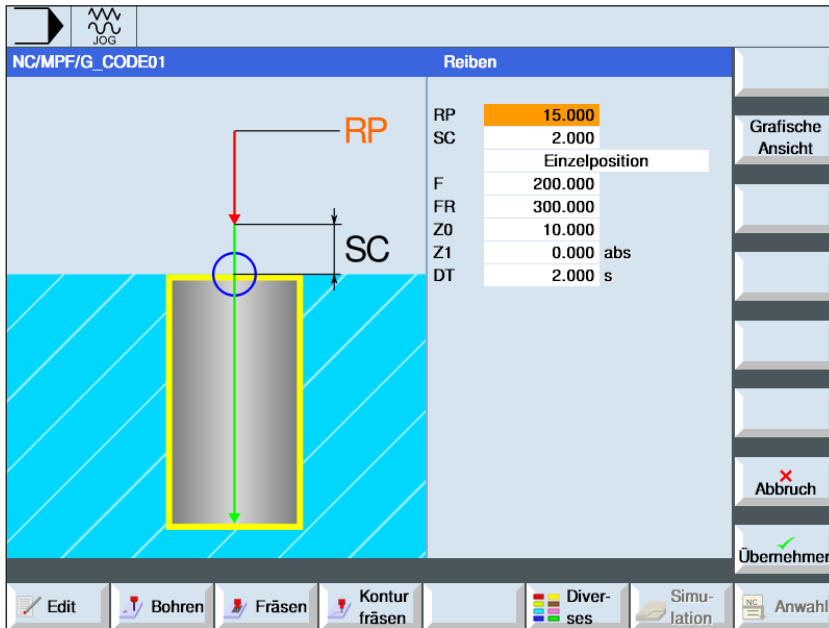 JOG
NC/MPF/G_CODE01
Reiben
RP
SC
RP 15.000
SC 2.000
Einzelposition
F 200.000
FR 300.000
Z0 10.000
Z1 0.000 abs
DT 2.000 s
Grafische
Ansicht
Abbruch
Übernehmen
Edit
Bohren
Fräsen
Kontur
fräsen
Diver-
ses
Simu-
lation
NC
Anwahl